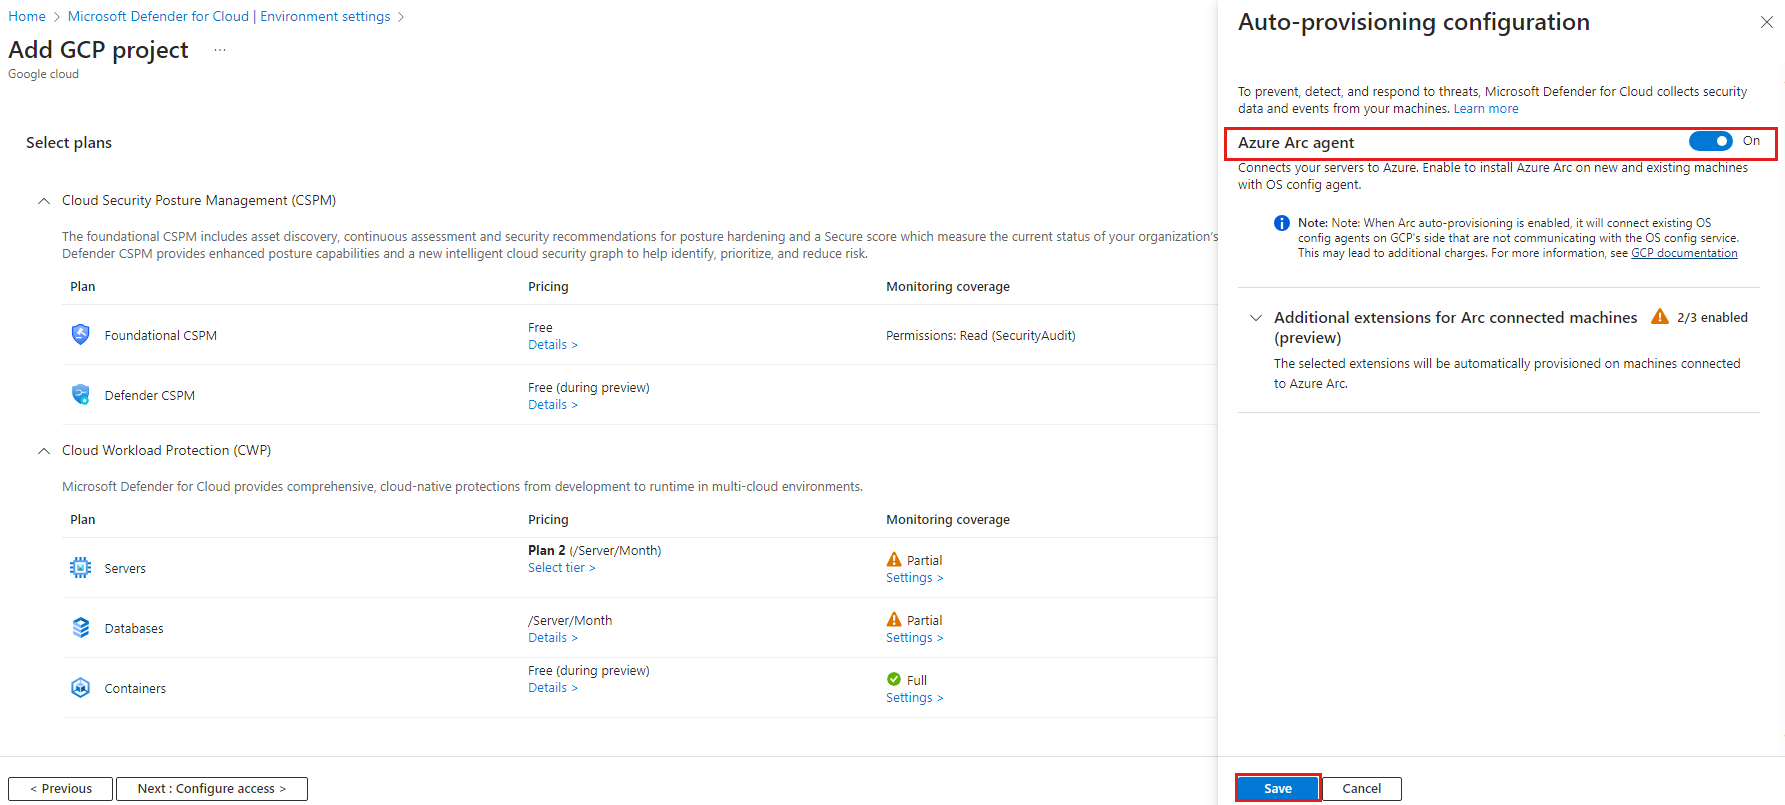 Home > Microsoft Defender for Cloud | Environment settings >
Add GCP project ...
Google cloud
Select plans
Cloud Security Posture Management (CSPM)
The foundational CSPM includes asset discovery, continuous assessment and security recommendations for posture hardening and a Secure score which measure the current status of your organization's
Defender CSPM provides enhanced posture capabilities and a new intelligent cloud security graph to help identify, prioritize, and reduce risk.
Plan Pricing Monitoring coverage
Foundational CSPM
Free
Details >
Permissions: Read (SecurityAudit)
Defender CSPM
Free (during preview)
Details >
Cloud Workload Protection (CWP)
Microsoft Defender for Cloud provides comprehensive, cloud-native protections from development to runtime in multi-cloud environments.
Plan Pricing Monitoring coverage
Servers
Plan 2 (/Server/Month)
Select tier >
Partial
Settings >
Databases
/Server/Month
Details >
Partial
Settings >
Containers
Free (during preview)
Details >
Full
Settings >
< Previous
Next : Configure access >
Auto-provisioning configuration
To prevent, detect, and respond to threats, Microsoft Defender for Cloud collects security
data and events from your machines. Learn more
Azure Arc agent On
Connects your servers to Azure. Enable to install Azure Arc on new and existing machines
with OS config agent.
Note: Note: When Arc auto-provisioning is enabled, it will connect existing OS
config agents on GCP's side that are not communicating with the OS config service.
This may lead to additional charges. For more information, see GCP documentation
Additional extensions for Arc connected machines 2/3 enabled
(preview)
The selected extensions will be automatically provisioned on machines connected
to Azure Arc.
Save
Cancel